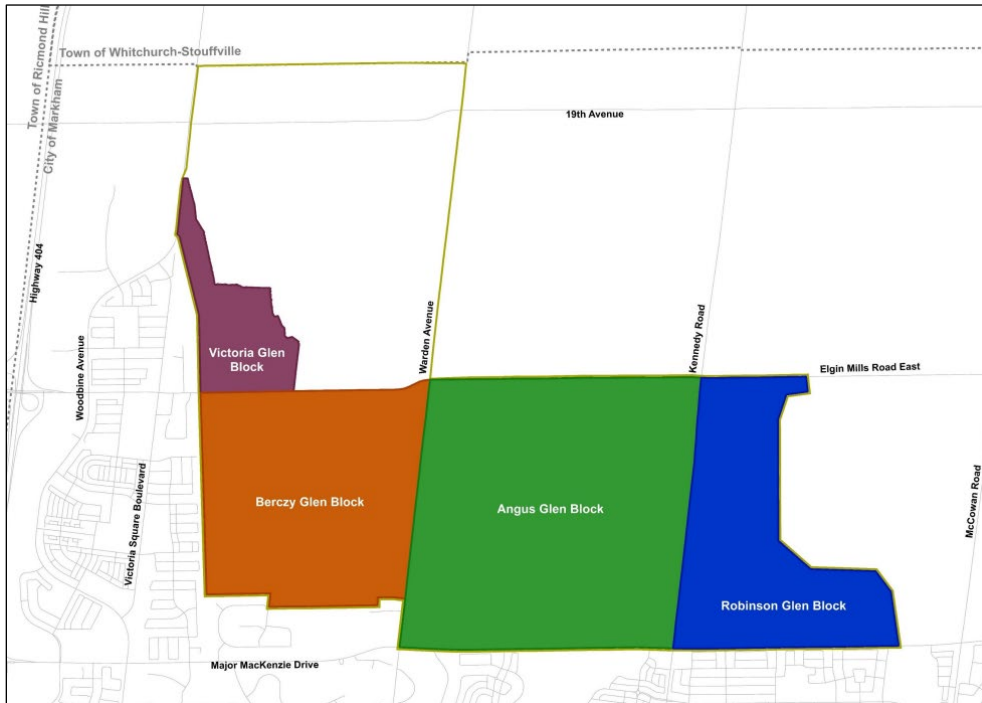 Town of Ricmond Hill
City of Markham
Town of Whitchurch-Stouffville
19th Avenue
Highway 404
Woodbine Avenue
Victoria Square Boulevard
Victoria Glen
Block
Warden Avenue
Kennedy Road
Elgin Mills Road East
McCowan Road
Berczy Glen Block
Angus Glen Block
Robinson Glen Block
Major MacKenzie Drive